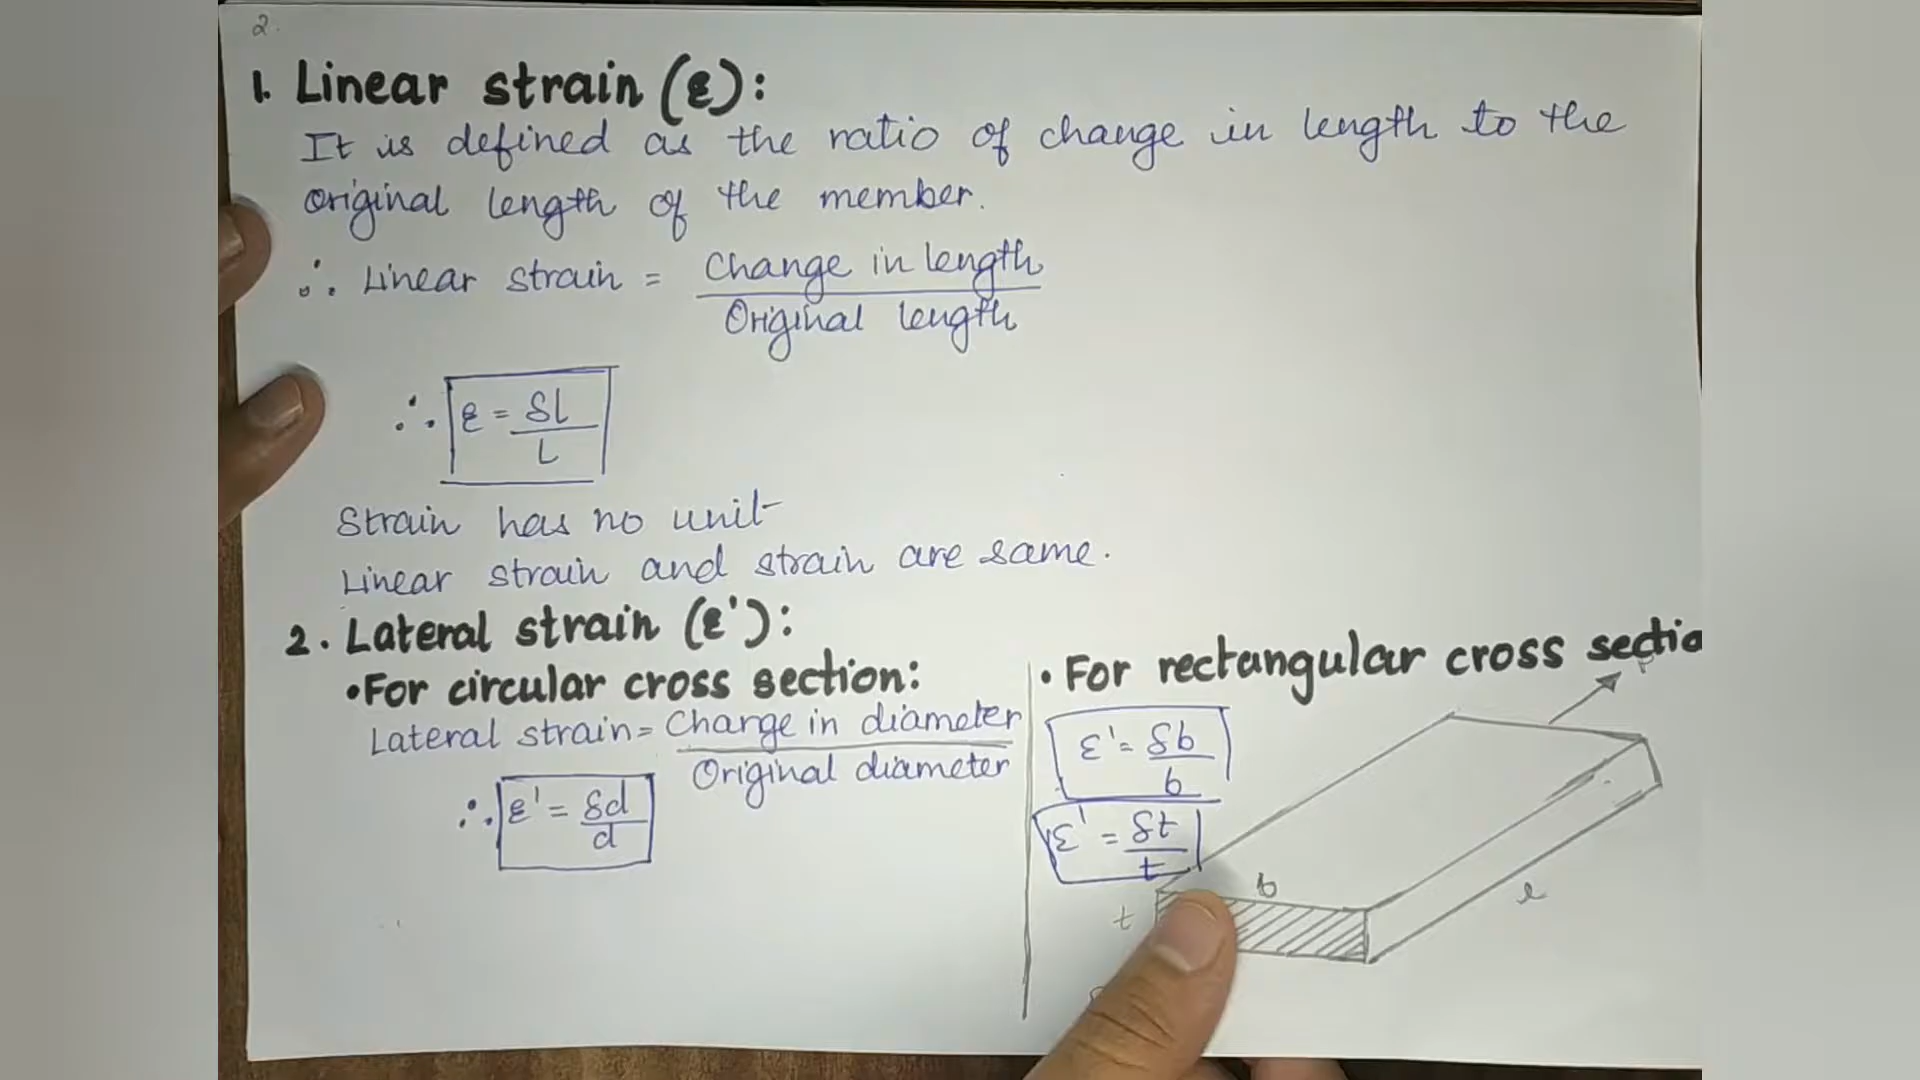 2.
1. Linear strain (ε):
It is defined as the ratio of change in length to the
original length of the member.
∴ Linear strain = Change in length
Original length
∴ ε = δL
L
Strain has no unit
Linear strain and strain are same.
2. Lateral strain (ε'):
•For circular cross section:
Lateral strain = Change in diameter
Original diameter
∴ ε' = δd
d
• For rectangular cross sectio
P
ε' = δb
b
ε' = δt
t
b
t
l